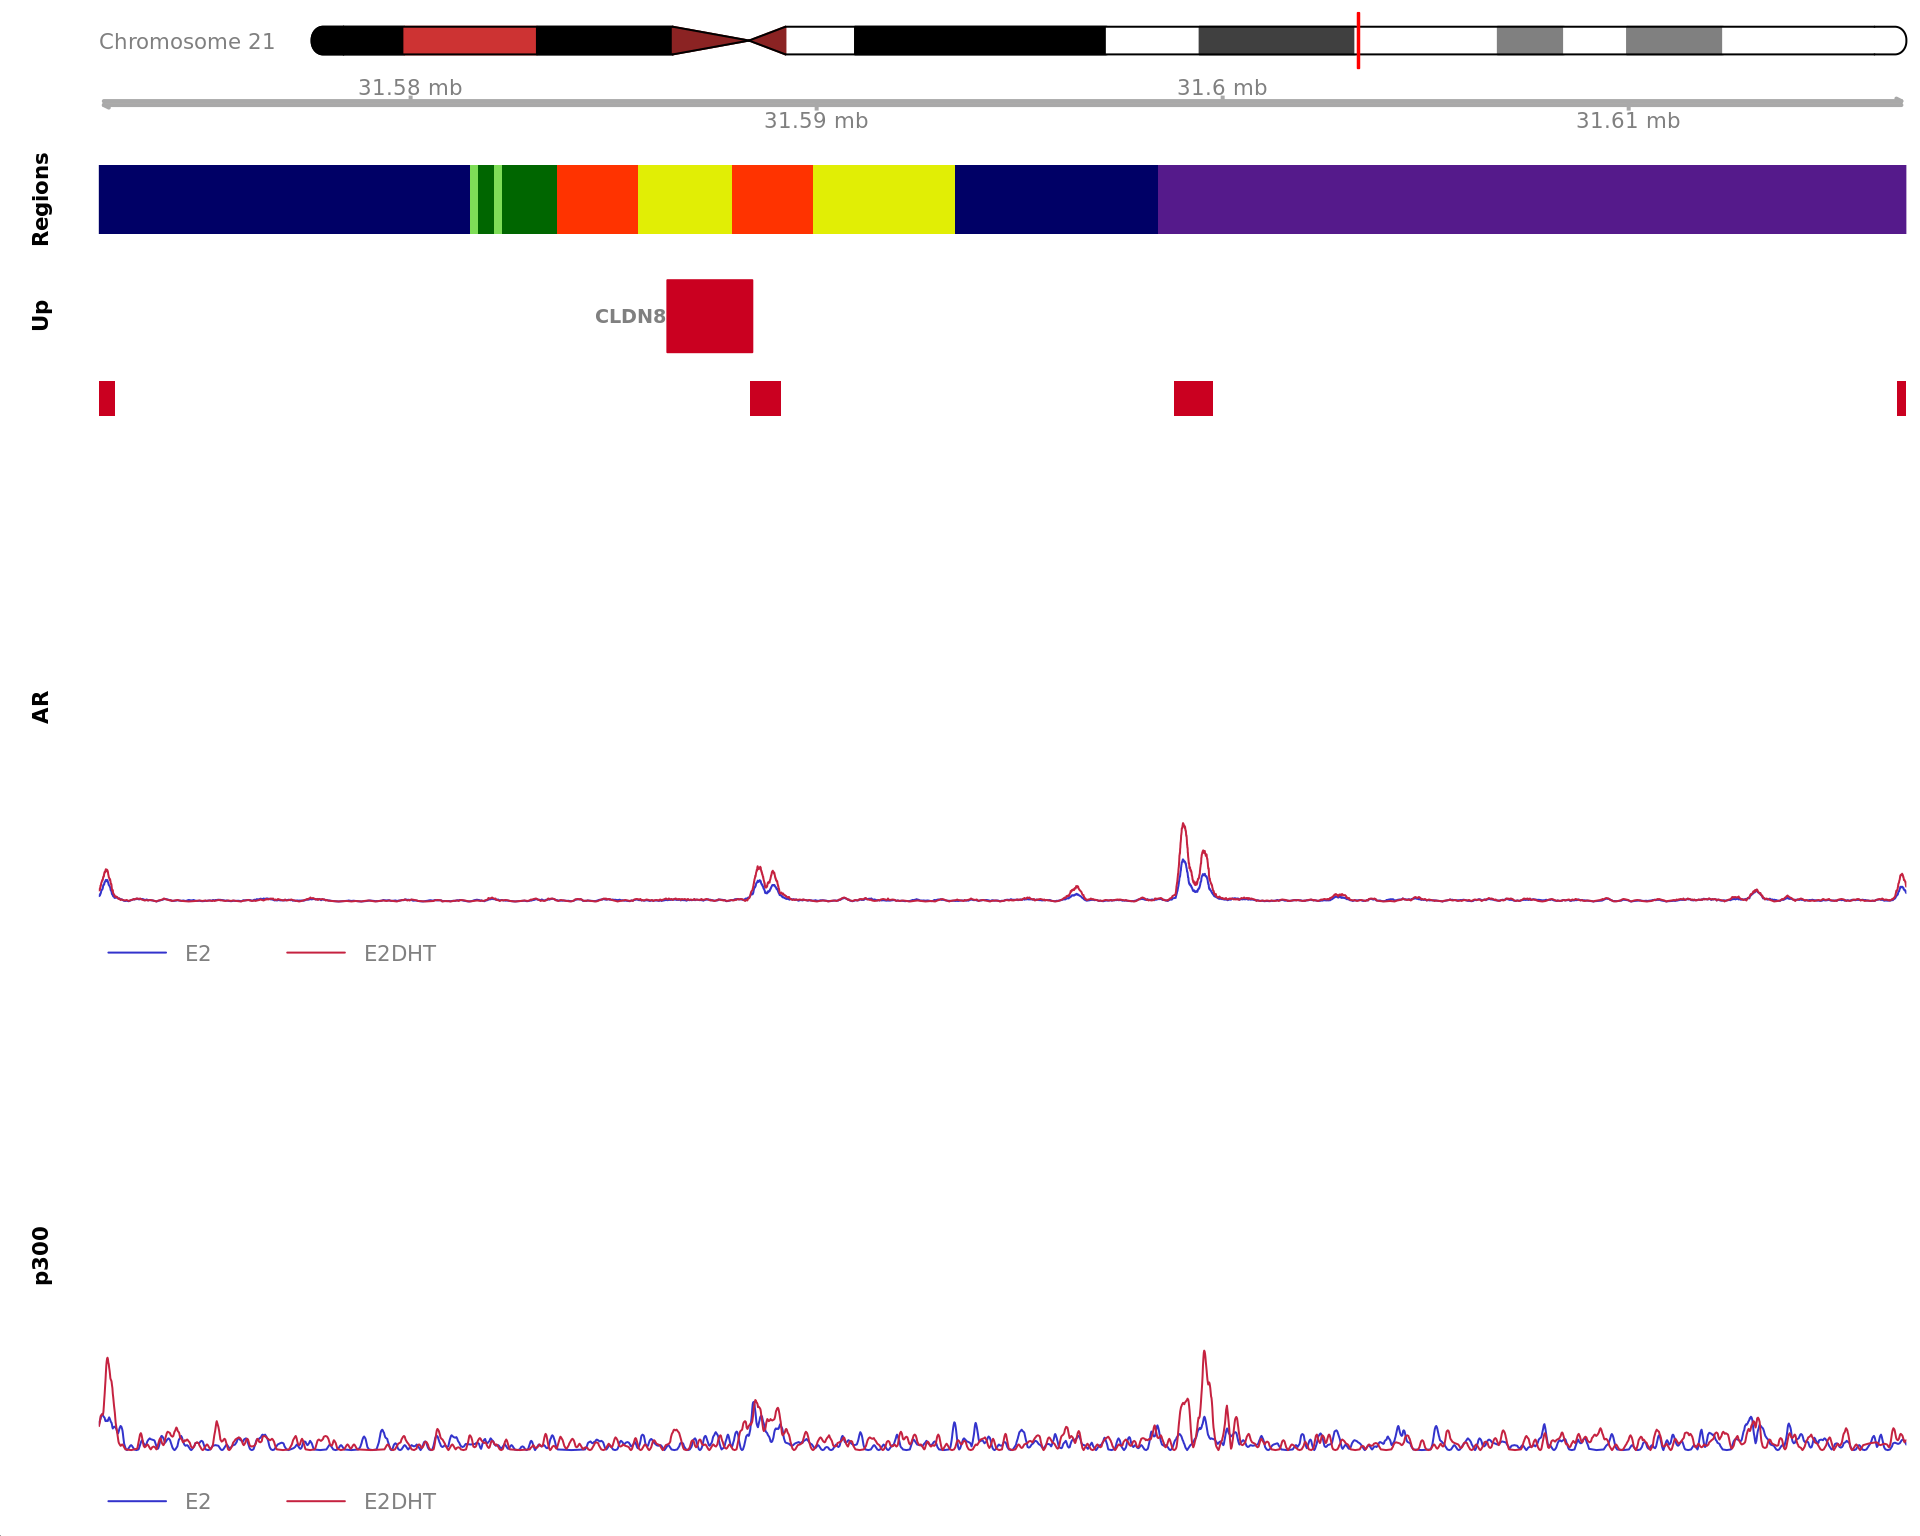 Chromosome 21
31.58 mb
31.6 mb
31.59 mb
31.61 mb
Regions
Up
CLDN8
AR
E2
E2DHT
p300
E2
E2DHT